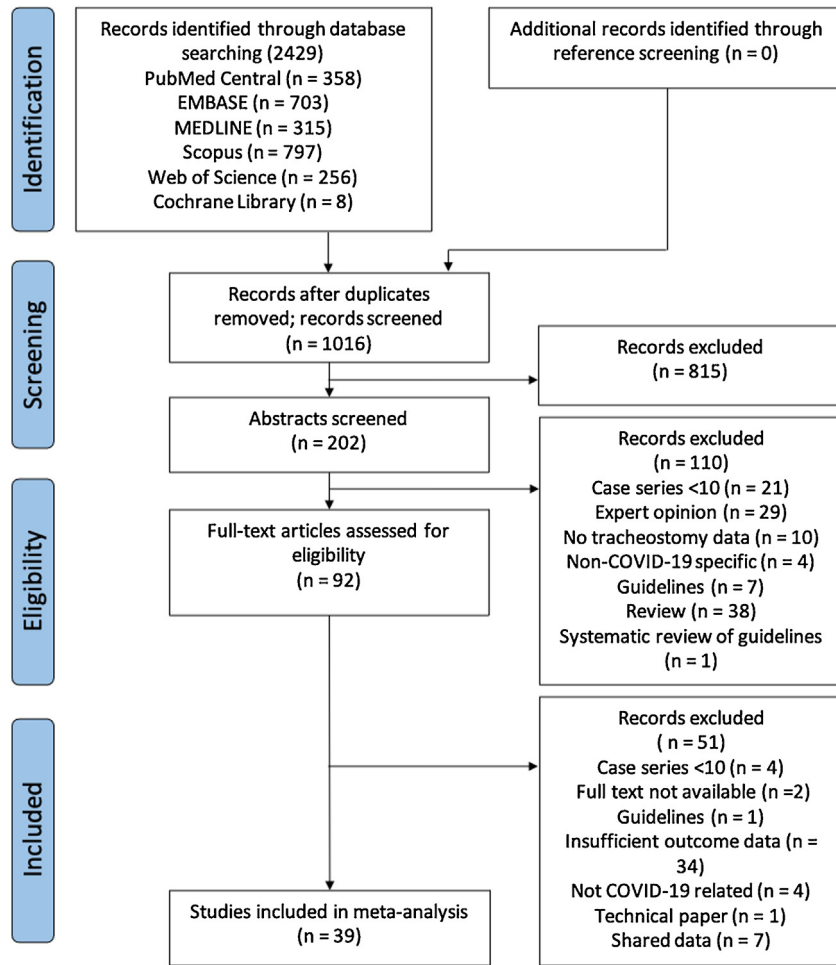 Identification
Records identified through database
searching (2429)
PubMed Central (n = 358)
EMBASE (n = 703)
MEDLINE (n = 315)
Scopus (n = 797)
Web of Science (n = 256)
Cochrane Library (n = 8)
Additional records identified through
reference screening (n = 0)
Screening
Records after duplicates
removed; records screened
(n = 1016)
Records excluded
(n = 815)
Abstracts screened
(n = 202)
Records excluded
(n = 110)
Case series <10 (n = 21)
Expert opinion (n = 29)
No tracheostomy data (n = 10)
Non-COVID-19 specific (n = 4)
Guidelines (n = 7)
Review (n = 38)
Systematic review of guidelines
(n = 1)
Eligibility
Full-text articles assessed for
eligibility
(n = 92)
Included
Records excluded
( n = 51)
Case series <10 (n = 4)
Full text not available (n =2)
Guidelines (n = 1)
Insufficient outcome data (n =
34)
Not COVID-19 related (n = 4)
Technical paper (n = 1)
Shared data (n = 7)
Studies included in meta-analysis
(n = 39)